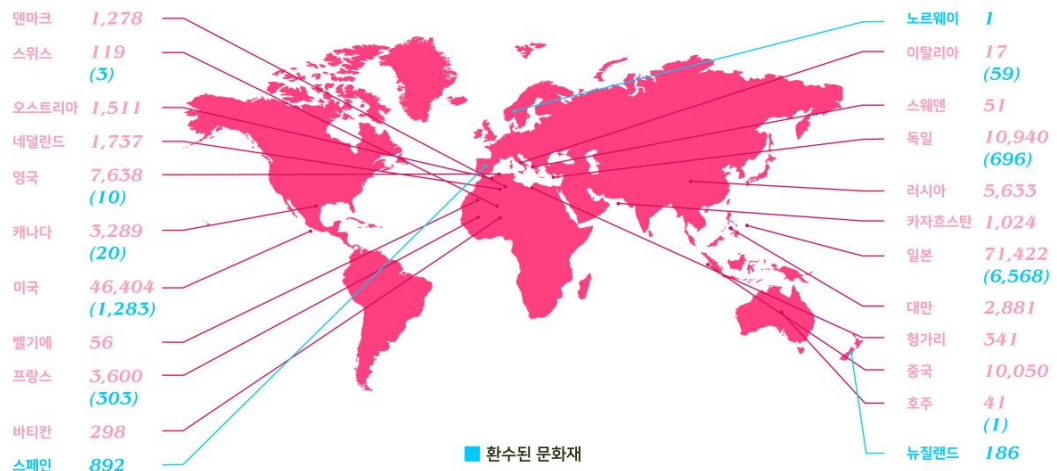 덴마크 1,278
스위스 119
(3)
오스트리아 1,511
네덜란드 1,737
영국 7,638
(10)
캐나다 3,289
(20)
미국 46,404
(1,283)
벨기에 56
프랑스 3,600
(303)
바티칸 298
스페인 892
노르웨이 1
이탈리아 17
(59)
스웨덴 51
독일 10,940
(696)
러시아 5,633
카자흐스탄 1,024
일본 71,422
(6,568)
대만 2,881
헝가리 341
중국 10,050
호주 41
(1)
뉴질랜드 186
환수된 문화재